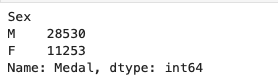 Sex
M    28530
F    11253
Name: Medal, dtype: int64